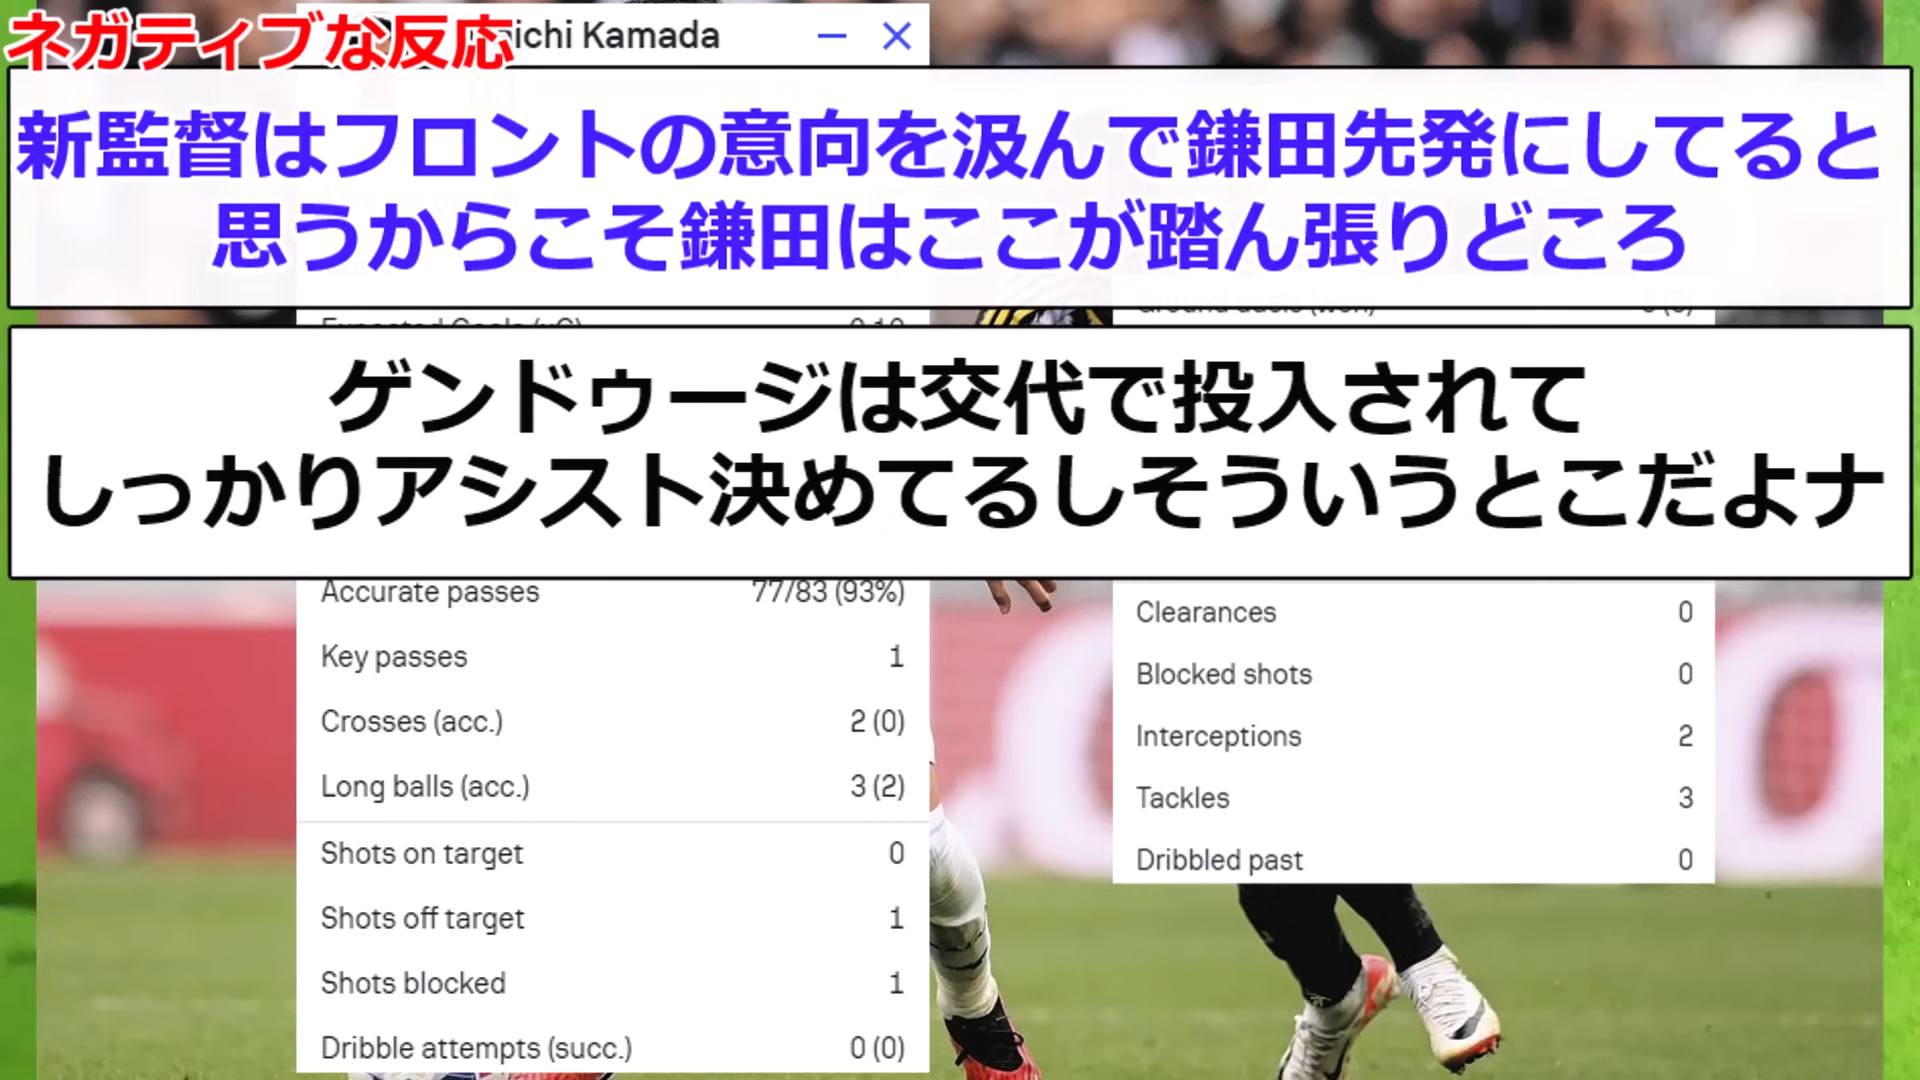 ネガティブな反応
ichi Kamada
新監督はフロントの意向を汲んで鎌田先発にしてると
思うからこそ鎌田はここが踏ん張りどころ
ゲンドゥージは交代で投入されて
しっかりアシスト決めてるしそういうとこだよナ
Accurate passes 77/83 (93%)
Key passes 1
Crosses (acc.) 2 (0)
Long balls (acc.) 3 (2)
Shots on target 0
Shots off target 1
Shots blocked 1
Dribble attempts (succ.) 0 (0)
Clearances 0
Blocked shots 0
Interceptions 2
Tackles 3
Dribbled past 0